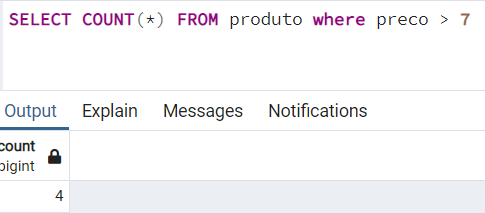 SELECT COUNT(*) FROM produto where preco > 7
Output Explain Messages Notifications
count
bigint
4